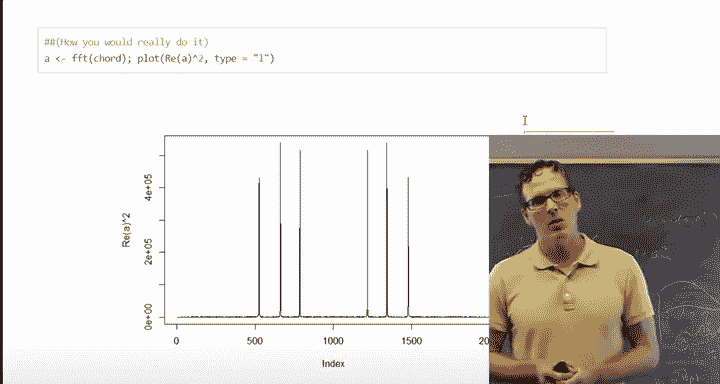 ##(How you would really do it)
a <- fft(chord); plot(Re(a)^2, type = "l")
4e+05
2e+05
0e+00
Re(a)^2
0
500
1000
1500
Index